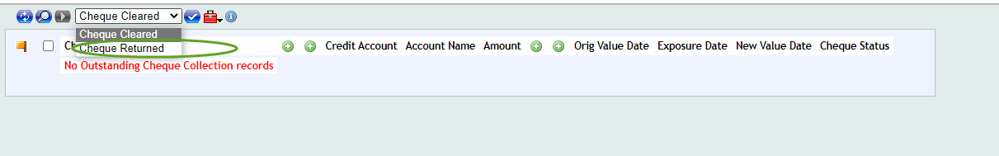 Cheque Cleared
Cheque Cleared
Cheque Returned
Credit Account Account Name Amount Orig Value Date Exposure Date New Value Date Cheque Status
No Outstanding Cheque Collection records